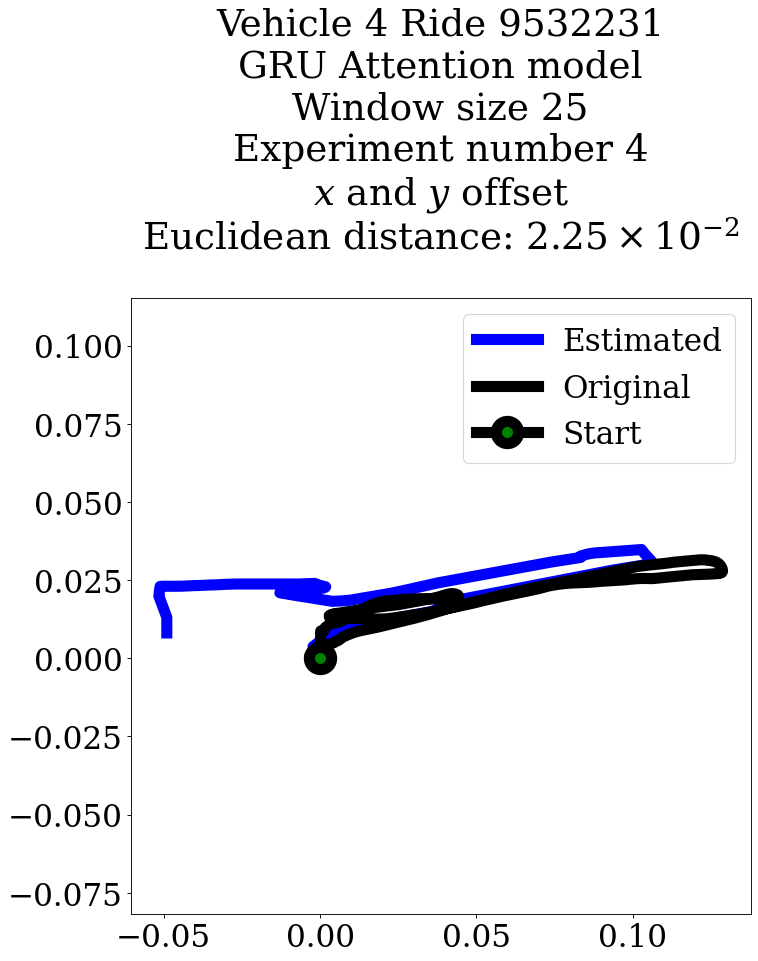 Vehicle 4 Ride 9532231
GRU Attention model
Window size 25
Experiment number 4
x and y offset
Euclidean distance: 2.25 × 10⁻²
Estimated
Original
Start
0.100
0.075
0.050
0.025
0.000
−0.025
−0.050
−0.075
−0.05 0.00 0.05 0.10